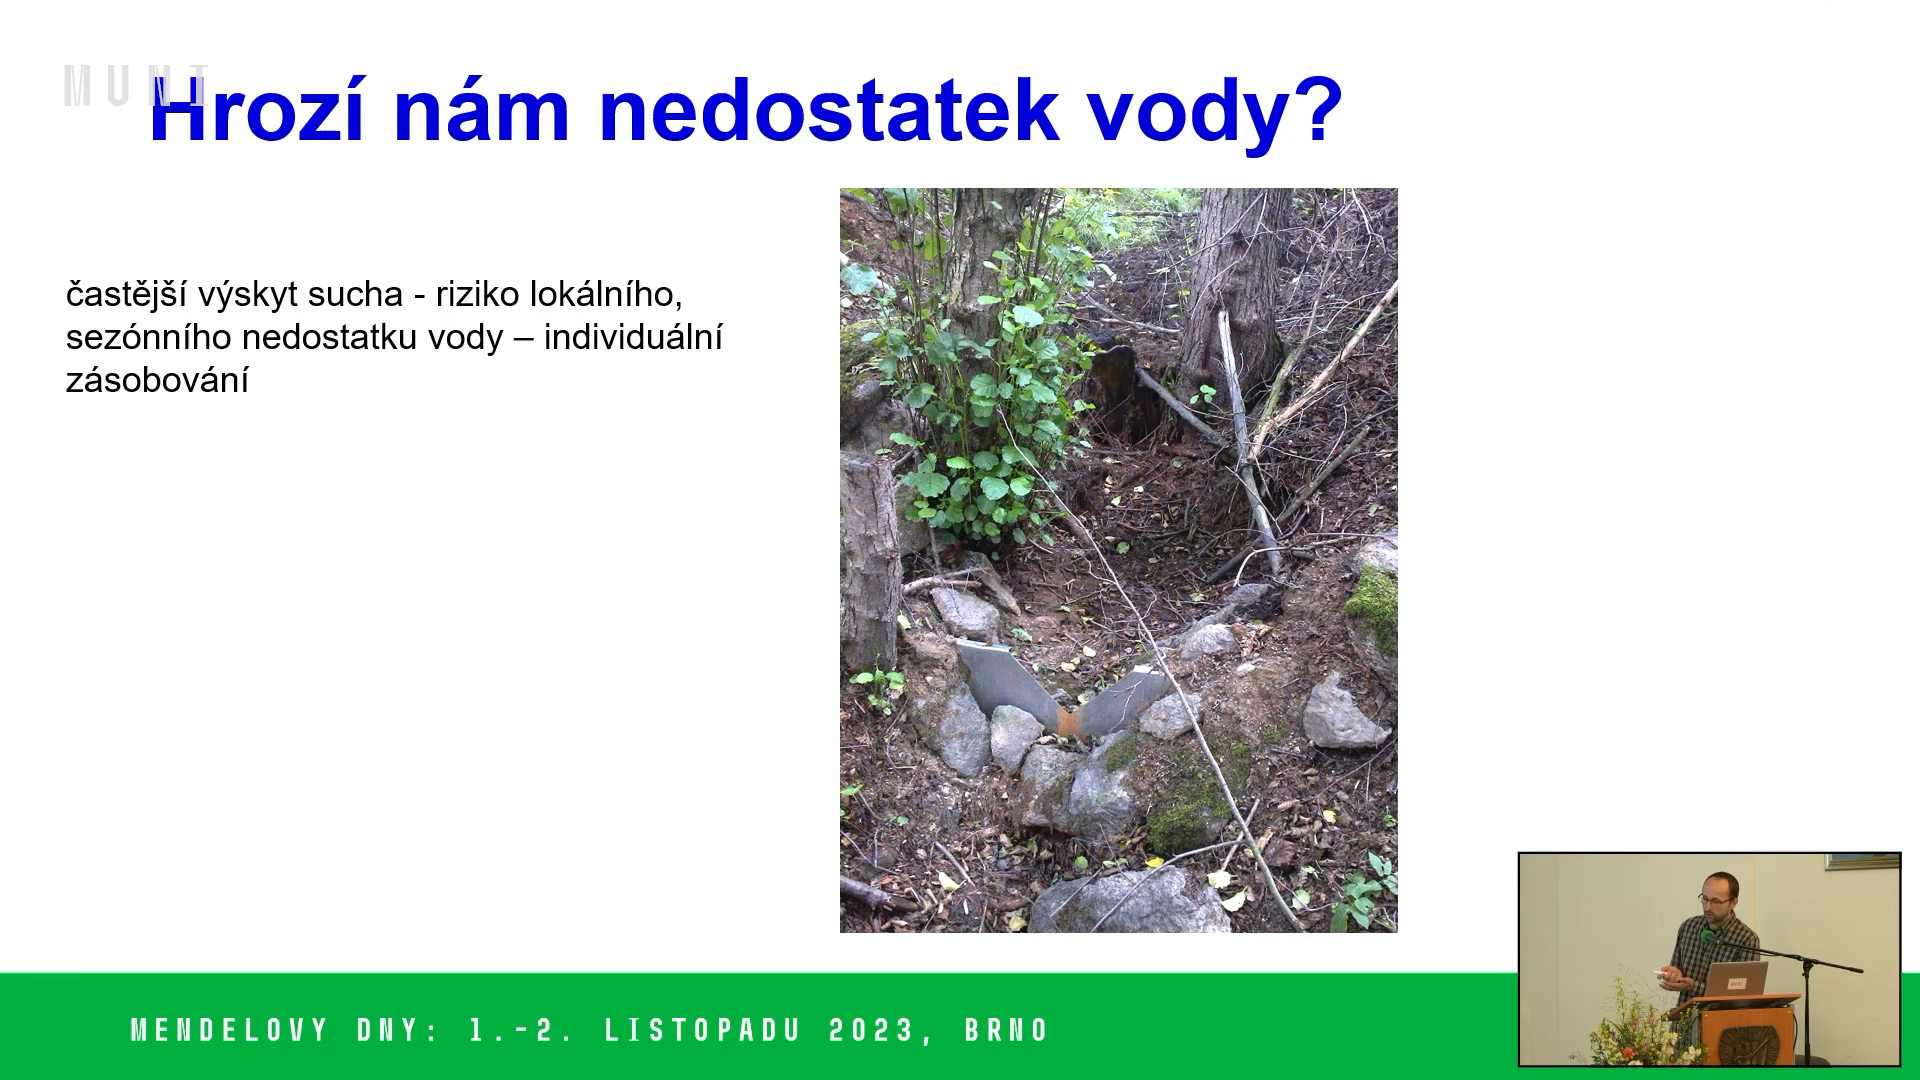 MUNI
Hrozí nám nedostatek vody?
častější výskyt sucha - riziko lokálního,
sezónního nedostatku vody – individuální
zásobování
MENDELOVY DNY: 1.-2. LISTOPADU 2023, BRNO